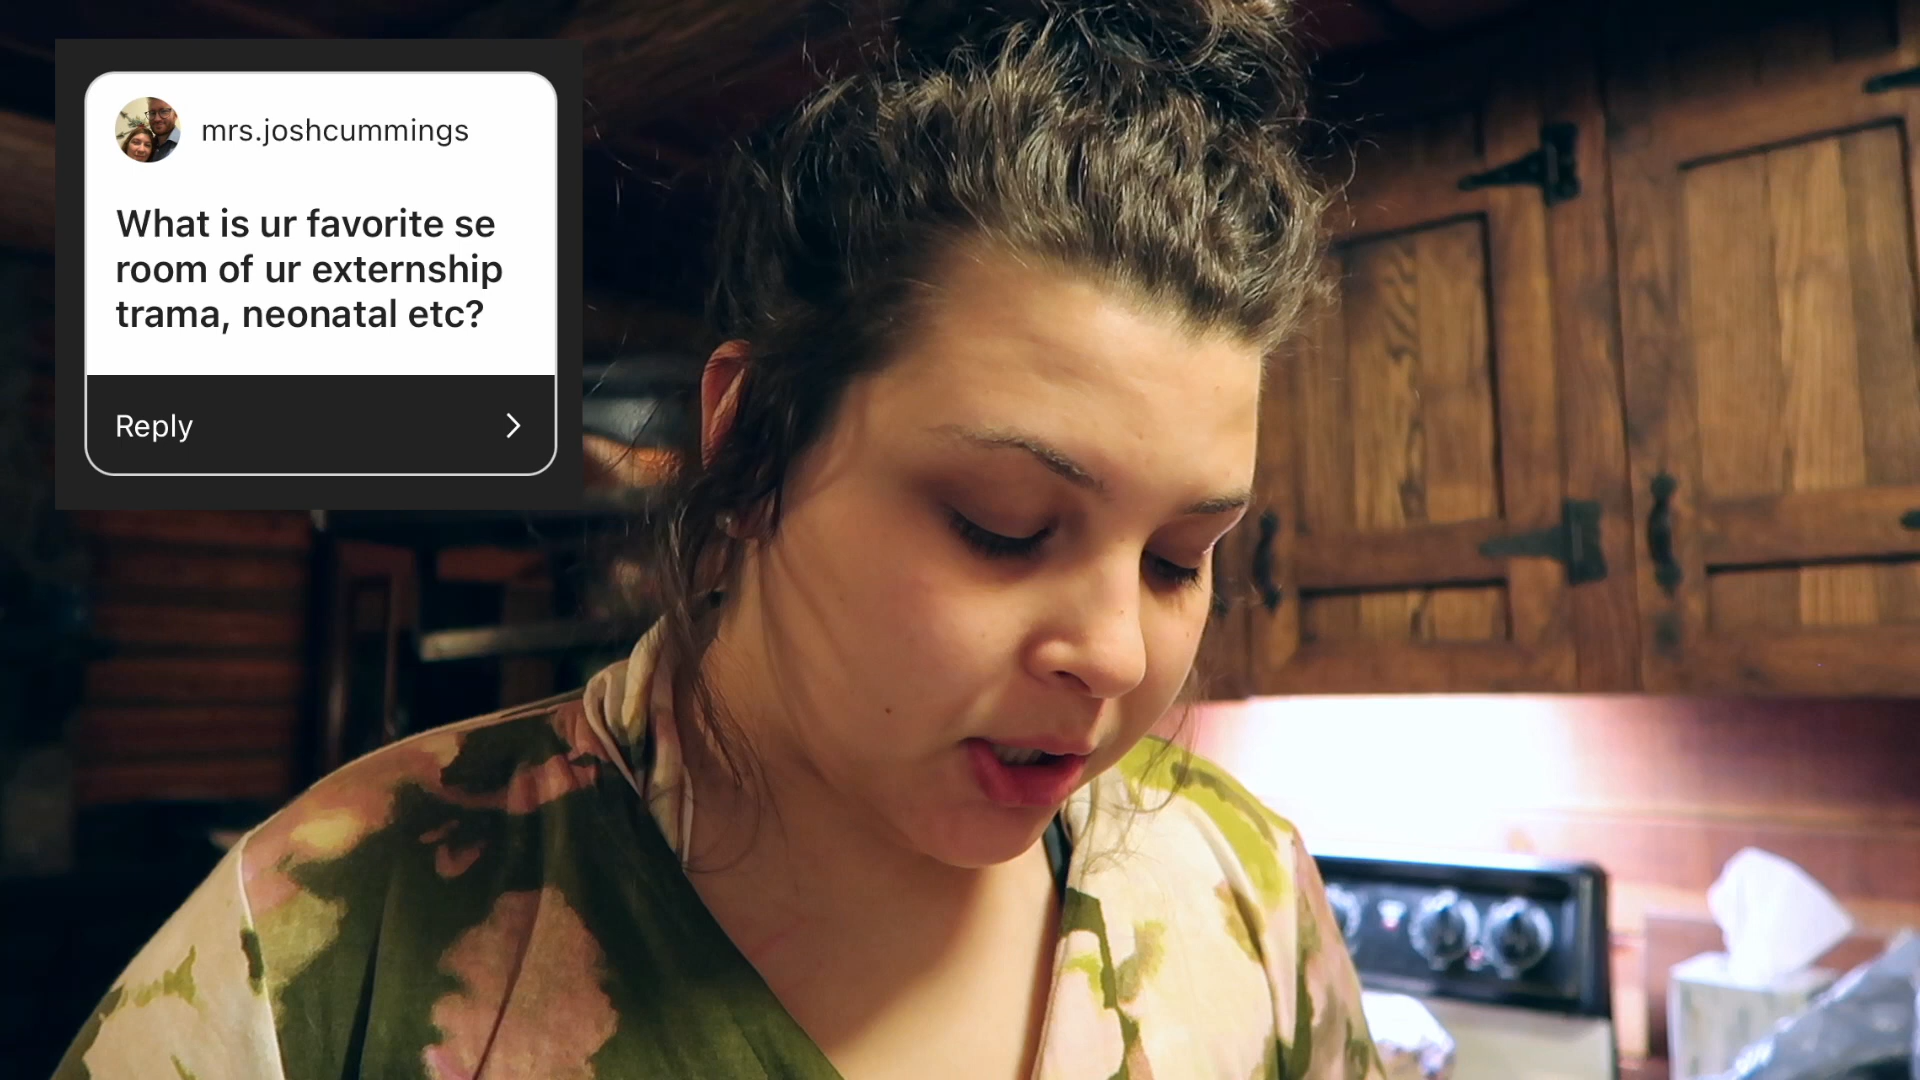 mrs.joshcummings
What is ur favorite se
room of ur externship
trama, neonatal etc?
Reply